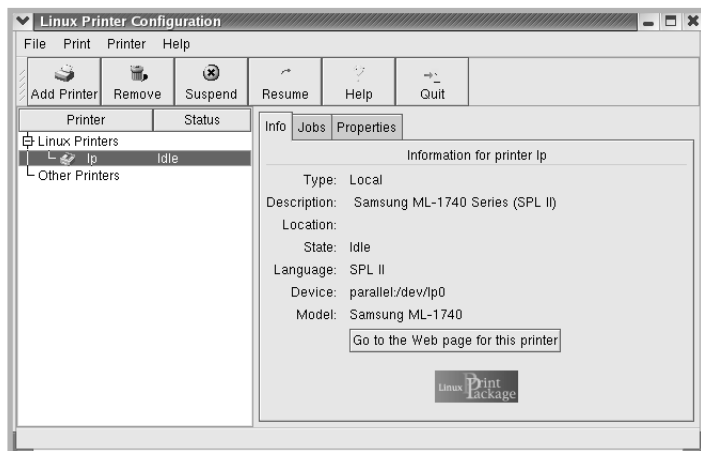 Linux Printer Configuration
File Print Printer Help
Add Printer Remove Suspend Resume Help Quit
Printer Status
Linux Printers
lp Idle
Other Printers
Info Jobs Properties
Information for printer lp
Type: Local
Description: Samsung ML-1740 Series (SPL II)
Location:
State: Idle
Language: SPL II
Device: parallel:/dev/lp0
Model: Samsung ML-1740
Go to the Web page for this printer
Linux Print Package